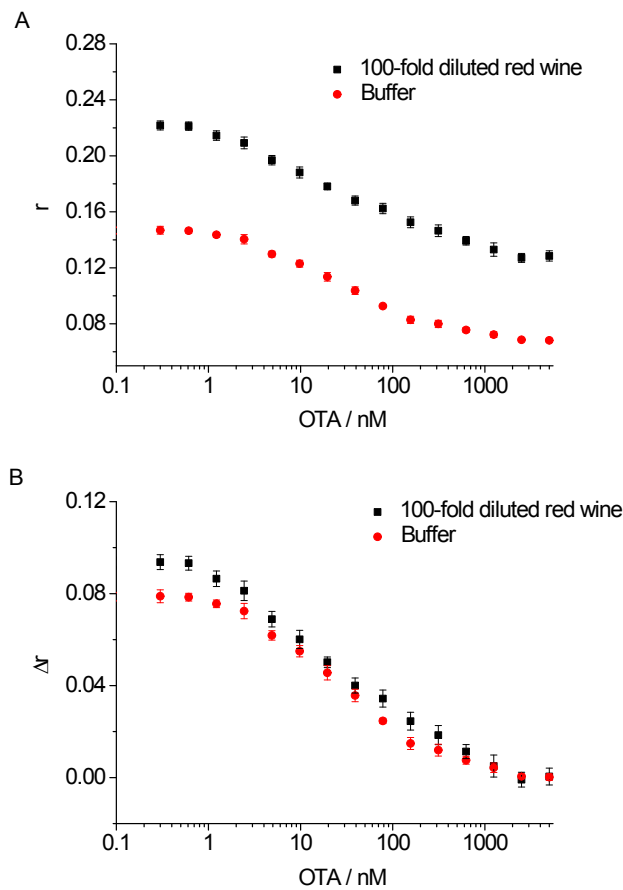 A
0.28
0.24
0.20
0.16
0.12
0.08
r
100-fold diluted red wine
Buffer
0.1 1 10 100 1000
OTA / nM
B
0.12
0.08
0.04
0.00
Δr
100-fold diluted red wine
Buffer
0.1 1 10 100 1000
OTA / nM